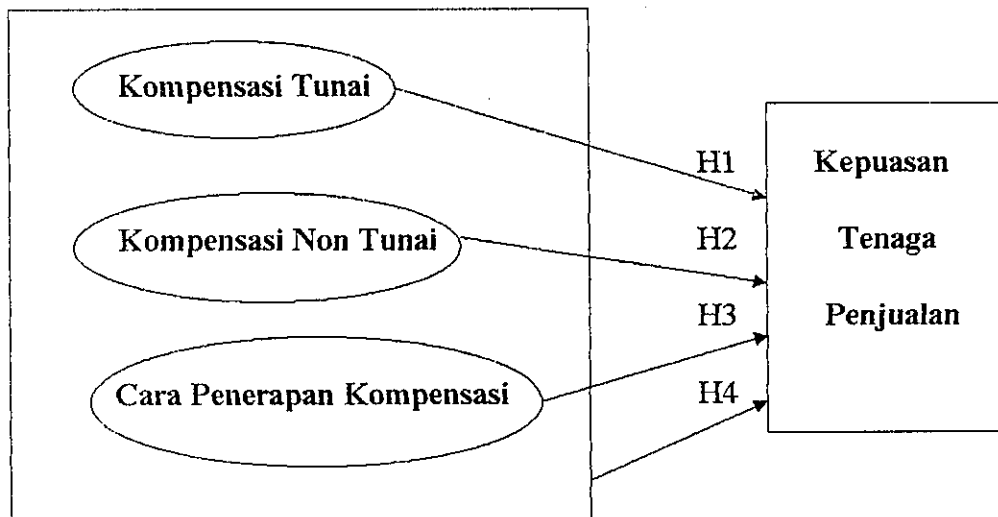 Kompensasi Tunai
H1
Kepuasan
Kompensasi Non Tunai
H2
Tenaga
H3
Penjualan
Cara Penerapan Kompensasi
H4